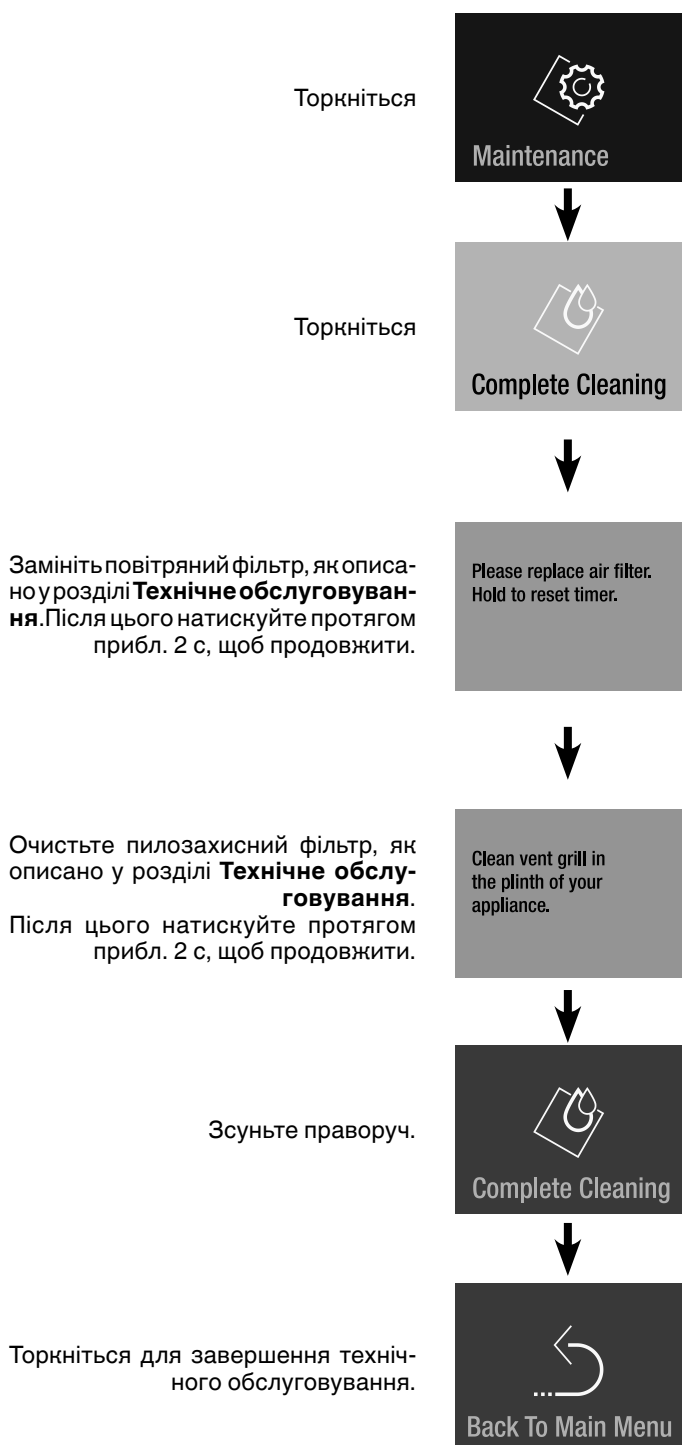 Торкніться
Maintenance
Торкніться
Complete Cleaning
Замініть повітряний фільтр, як описа-
но у розділі Технічне обслуговуван-
ня.Після цього натискуйте протягом
прибл. 2 с, щоб продовжити.
Please replace air filter.
Hold to reset timer.
Очистьте пилозахисний фільтр, як
описано у розділі Технічне обслу-
говування.
Після цього натискуйте протягом
прибл. 2 с, щоб продовжити.
Clean vent grill in
the plinth of your
appliance.
Зсуньте праворуч.
Complete Cleaning
Торкніться для завершення техніч-
ного обслуговування.
Back To Main Menu